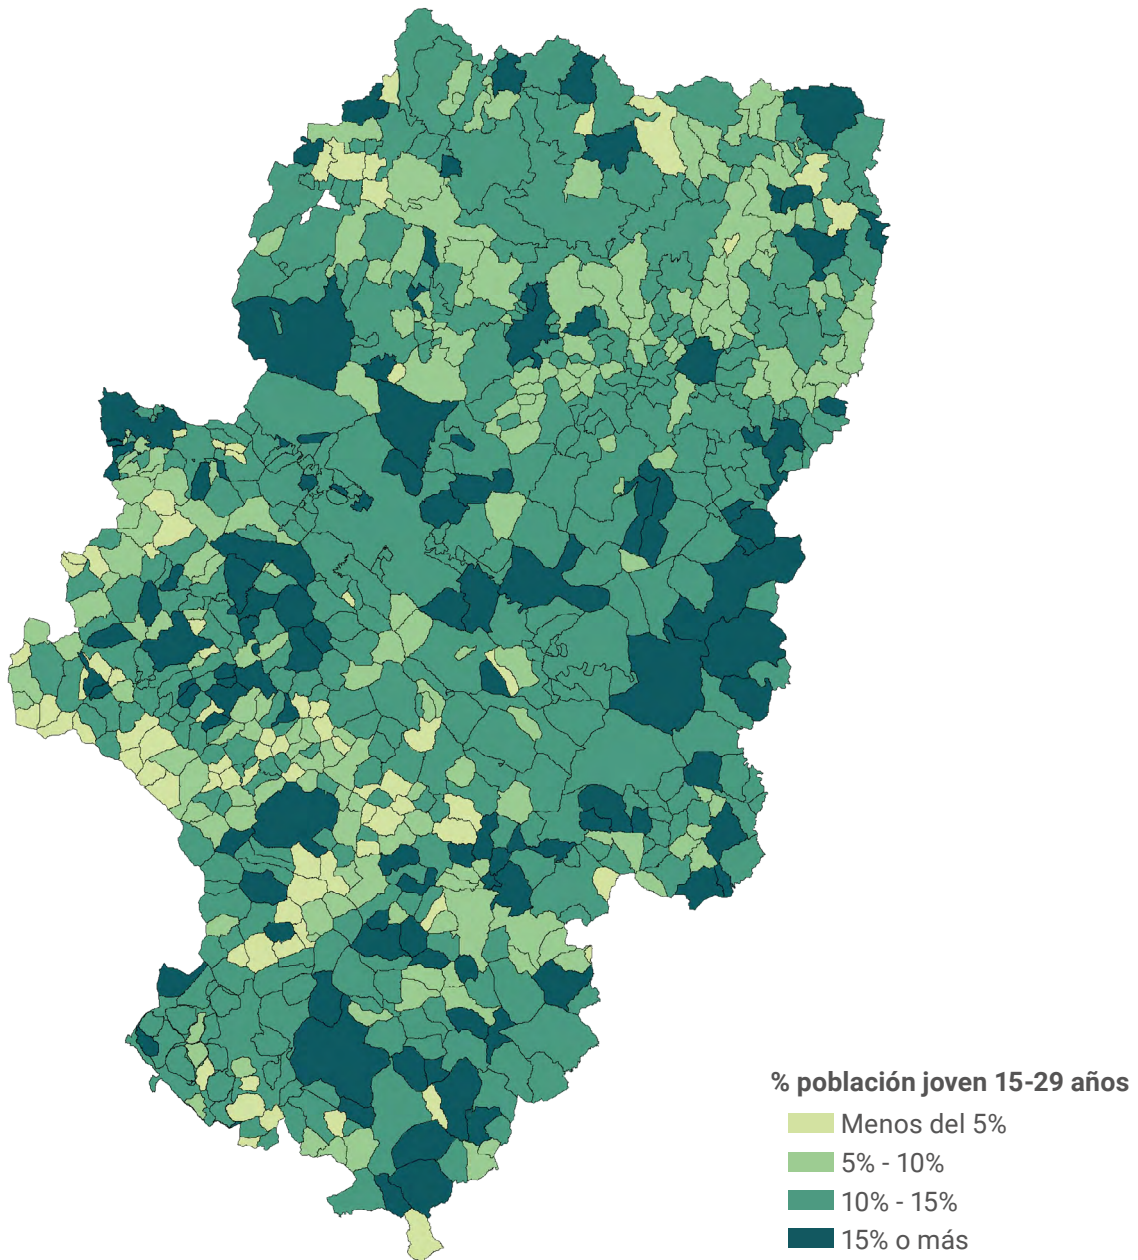 % población joven 15-29 años
Menos del 5%
5% - 10%
10% - 15%
15% o más